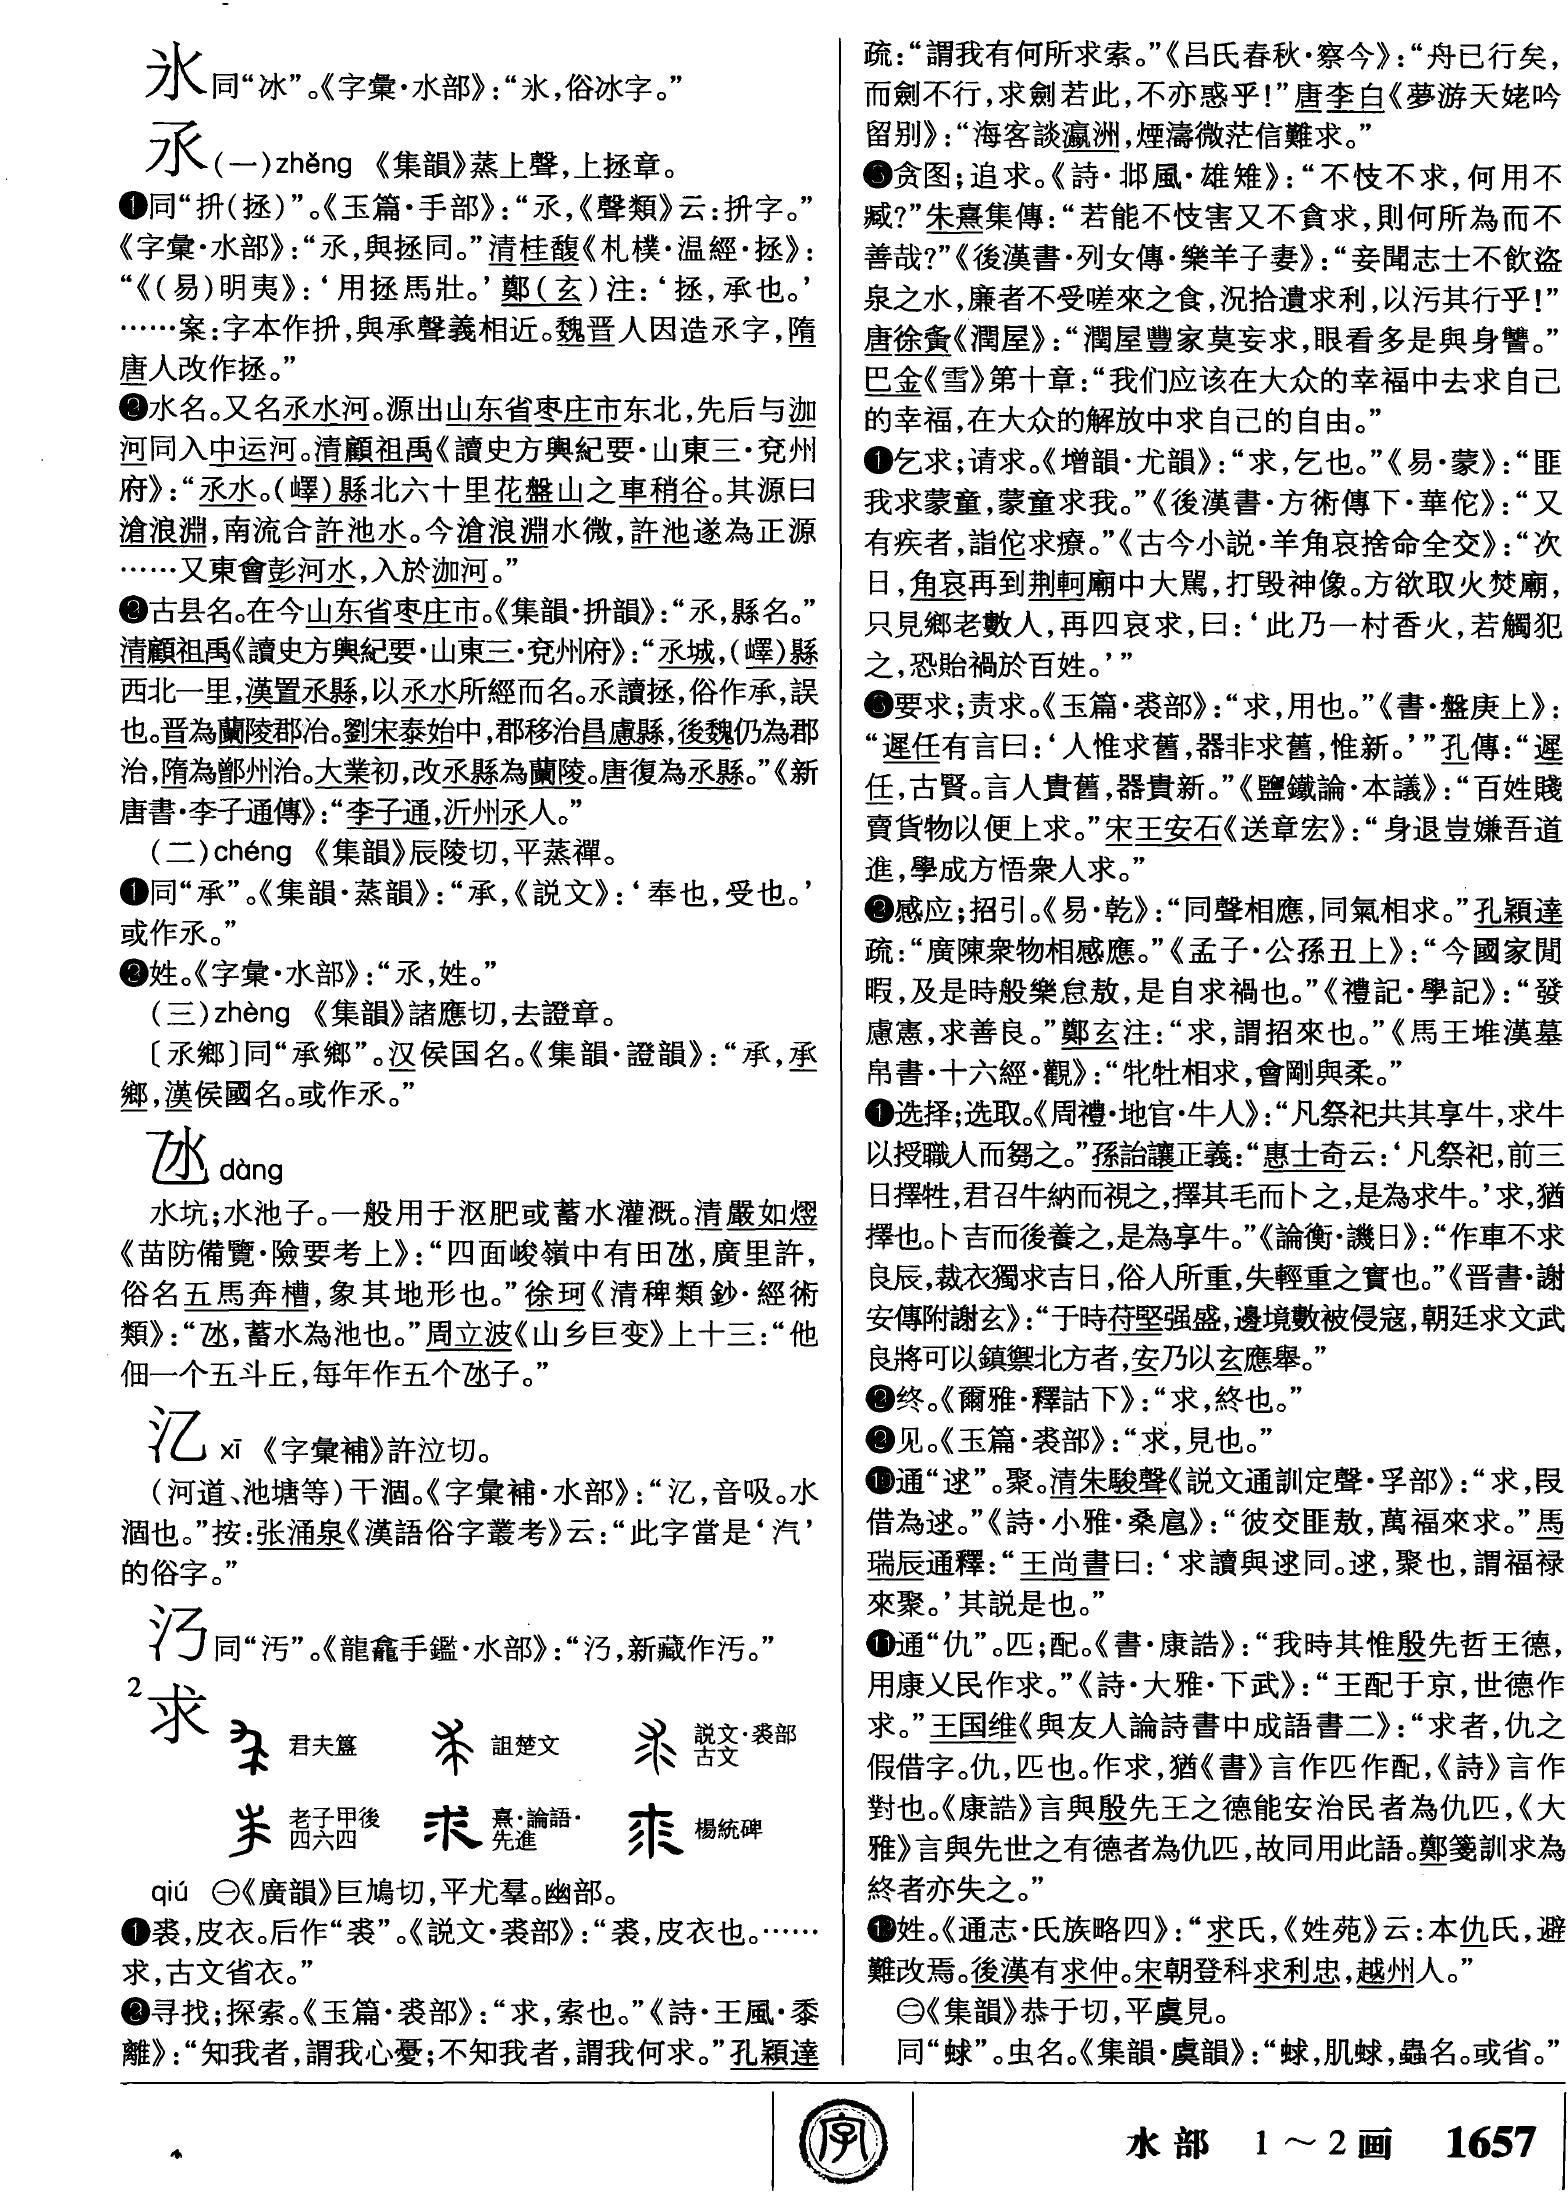 氷同“冰”。《字彙·水部》：“氷，俗冰字。”
氶(一)zhěng 《集韻》蒸上聲，上拯章。
❶同“抍(拯)”。《玉篇·手部》：“氶，《聲類》云：抍字。”
《字彙·水部》：“氶，與拯同。”清桂馥《札樸·温經·拯》：
“《(易)明夷》：‘用拯馬壯。’鄭(玄)注：‘拯，承也。’
……案：字本作抍，與承聲義相近。魏晋人因造氶字，隋
唐人改作拯。”
❷水名。又名氶水河。源出山东省枣庄市东北，先后与泇
河同入中运河。清顧祖禹《讀史方輿紀要·山東三·兗州
府》：“氶水。(嶧)縣北六十里花盤山之車稍谷。其源曰
滄浪淵，南流合許池水。今滄浪淵水微，許池遂為正源
……又東會彭河水，入於泇河。”
❸古县名。在今山东省枣庄市。《集韻·抍韻》：“氶，縣名。”
清顧祖禹《讀史方輿紀要·山東三·兗州府》：“氶城，(嶧)縣
西北一里，漢置氶縣，以氶水所經而名。氶讀拯，俗作承，誤
也。晋為蘭陵郡治。劉宋泰始中，郡移治昌慮縣，後魏仍為郡
治，隋為鄫州治。大業初，改氶縣為蘭陵。唐復為氶縣。”《新
唐書·李子通傳》：“李子通，沂州氶人。”
(二)chéng 《集韻》辰陵切，平蒸禪。
❶同“承”。《集韻·蒸韻》：“承，《説文》：‘奉也，受也。’
或作氶。”
❷姓。《字彙·水部》：“氶，姓。”
(三)zhèng 《集韻》諸應切，去證章。
〔氶鄉〕同“承鄉”。汉侯国名。《集韻·證韻》：“承，承
鄉，漢侯國名。或作氶。”
氹dàng
水坑；水池子。一般用于沤肥或蓄水灌溉。清嚴如熤
《苗防備覽·險要考上》：“四面峻嶺中有田氹，廣里許，
俗名五馬奔槽，象其地形也。”徐珂《清稗類鈔·經術
類》：“氹，蓄水為池也。”周立波《山乡巨变》上十三：“他
佃一个五斗丘，每年作五个氹子。”
㲸xī 《字彙補》許泣切。
(河道、池塘等)干涸。《字彙補·水部》：“㲸，音吸。水
涸也。”按：张涌泉《漢語俗字叢考》云：“此字當是‘汽’
的俗字。”
㲹同“汅”。《龍龕手鑑·水部》：“㲹，新藏作汅。”
2求
君夫簋 詛楚文 説文·裘部古文
老子甲後四六四 熹·論語·先進 楊統碑
qiú ㊀《廣韻》巨鳩切，平尤羣。幽部。
❶裘，皮衣。后作“裘”。《説文·裘部》：“裘，皮衣也。……
求，古文省衣。”
❷寻找；探索。《玉篇·裘部》：“求，索也。”《詩·王風·黍
離》：“知我者，謂我心憂；不知我者，謂我何求。”孔穎達
疏：“謂我有何所求索。”《吕氏春秋·察今》：“舟已行矣，
而劍不行，求劍若此，不亦惑乎！”唐李白《夢游天姥吟
留别》：“海客談瀛洲，煙濤微茫信難求。”
❸贪图；追求。《詩·邶風·雄雉》：“不忮不求，何用不
臧？”朱熹集傳：“若能不忮害又不貪求，則何所為而不
善哉？”《後漢書·列女傳·樂羊子妻》：“妾聞志士不飲盜
泉之水，廉者不受嗟來之食，況拾遺求利，以污其行乎！”
唐徐夤《潤屋》：“潤屋豐家莫妄求，眼看多是與身讐。”
巴金《雪》第十章：“我们应该在大众的幸福中去求自己
的幸福，在大众的解放中求自己的自由。”
❹乞求；请求。《增韻·尤韻》：“求，乞也。”《易·蒙》：“匪
我求蒙童，蒙童求我。”《後漢書·方術傳下·華佗》：“又
有疾者，詣佗求療。”《古今小説·羊角哀捨命全交》：“次
日，角哀再到荆軻廟中大駡，打毁神像。方欲取火焚廟，
只見鄉老數人，再四哀求，曰：‘此乃一村香火，若觸犯
之，恐貽禍於百姓。’”
❺要求；责求。《玉篇·裘部》：“求，用也。”《書·盤庚上》：
“遲任有言曰：‘人惟求舊，器非求舊，惟新。’”孔傳：“遲
任，古賢。言人貴舊，器貴新。”《鹽鐵論·本議》：“百姓賤
賣貨物以便上求。”宋王安石《送章宏》：“身退豈嫌吾道
進，學成方悟衆人求。”
❻感应；招引。《易·乾》：“同聲相應，同氣相求。”孔穎達
疏：“廣陳衆物相感應。”《孟子·公孫丑上》：“今國家閒
暇，及是時般樂怠敖，是自求禍也。”《禮記·學記》：“發
慮憲，求善良。”鄭玄注：“求，謂招來也。”《馬王堆漢墓
帛書·十六經·觀》：“牝牡相求，會剛與柔。”
❼选择；选取。《周禮·地官·牛人》：“凡祭祀共其享牛，求牛
以授職人而芻之。”孫詒讓正義：“惠士奇云：‘凡祭祀，前三
日擇牲，君召牛納而視之，擇其毛而卜之，是為求牛。’求，猶
擇也。卜吉而後養之，是為享牛。”《論衡·譏日》：“作車不求
良辰，裁衣獨求吉日，俗人所重，失輕重之實也。”《晋書·謝
安傳附謝玄》：“于時苻堅强盛，邊境數被侵寇，朝廷求文武
良將可以鎮禦北方者，安乃以玄應舉。”
❽终。《爾雅·釋詁下》：“求，終也。”
❾见。《玉篇·裘部》：“求，見也。”
❿通“逑”。聚。清朱駿聲《説文通訓定聲·孚部》：“求，叚
借為逑。”《詩·小雅·桑扈》：“彼交匪敖，萬福來求。”馬
瑞辰通釋：“王尚書曰：‘求讀與逑同。逑，聚也，謂福禄
來聚。’其説是也。”
⓫通“仇”。匹；配。《書·康誥》：“我時其惟殷先哲王德，
用康乂民作求。”《詩·大雅·下武》：“王配于京，世德作
求。”王国维《與友人論詩書中成語書二》：“求者，仇之
假借字。仇，匹也。作求，猶《書》言作匹作配，《詩》言作
對也。《康誥》言與殷先王之德能安治民者為仇匹，《大
雅》言與先世之有德者為仇匹，故同用此語。鄭箋訓求為
終者亦失之。”
⓬姓。《通志·氏族略四》：“求氏，《姓苑》云：本仇氏，避
難改焉。後漢有求仲。宋朝登科求利忠，越州人。”
㊁《集韻》恭于切，平虞見。
同“蛷”。虫名。《集韻·虞韻》：“蛷，肌蛷，蟲名。或省。”
字
水部 1～2画 1657